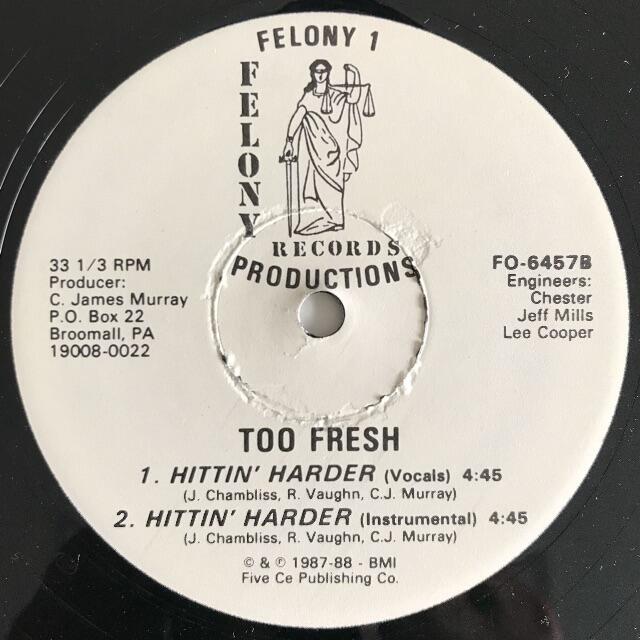 FELONY 1
FELONY
RECORDS
PRODUCTIONS
33 1/3 RPM
Producer:
C. James Murray
P.O. Box 22
Broomall, PA
19008-0022
FO-6457B
Engineers:
Chester
Jeff Mills
Lee Cooper
TOO FRESH
1. HITTIN' HARDER (Vocals) 4:45
(J. Chambliss, R. Vaughn, C.J. Murray)
2. HITTIN' HARDER (Instrumental) 4:45
(J. Chambliss, R. Vaughn, C.J. Murray)
© & ℗ 1987-88 - BMI
Five Ce Publishing Co.